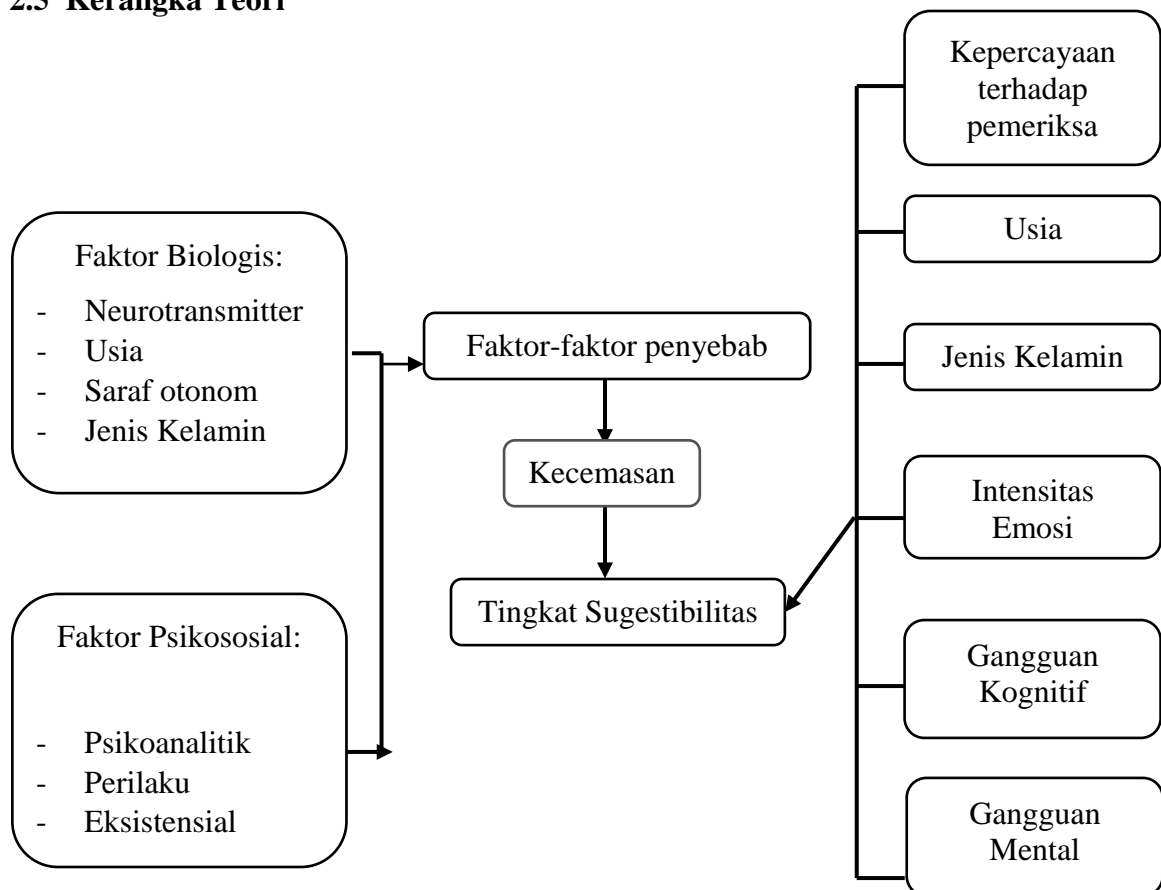 2.5 Kerangka Teori
Faktor Biologis:
- Neurotransmitter
- Usia
- Saraf otonom
- Jenis Kelamin
Faktor Psikososial:
- Psikoanalitik
- Perilaku
- Eksistensial
Faktor-faktor penyebab
Kecemasan
Tingkat Sugestibilitas
Kepercayaan
terhadap
pemeriksa
Usia
Jenis Kelamin
Intensitas
Emosi
Gangguan
Kognitif
Gangguan
Mental